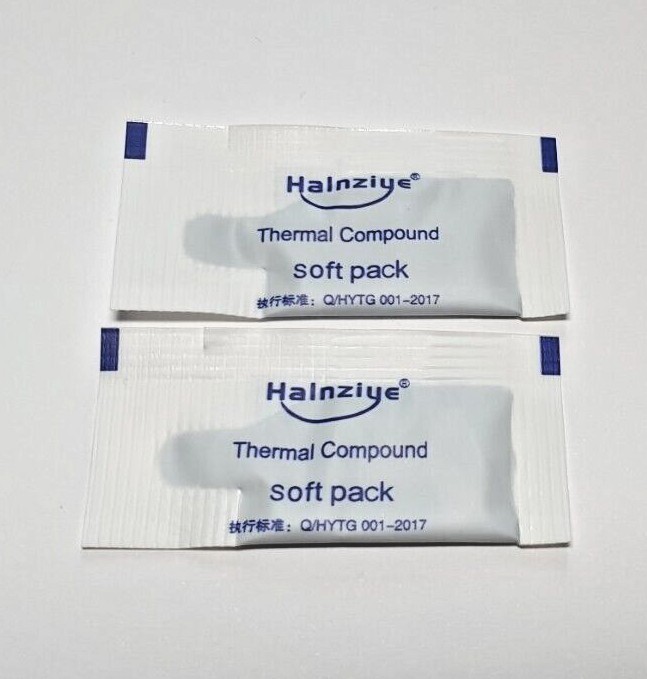 Halnziye®
Thermal Compound
soft pack
执行标准：Q/HYTG 001-2017
Halnziye®
Thermal Compound
soft pack
执行标准：Q/HYTG 001-2017